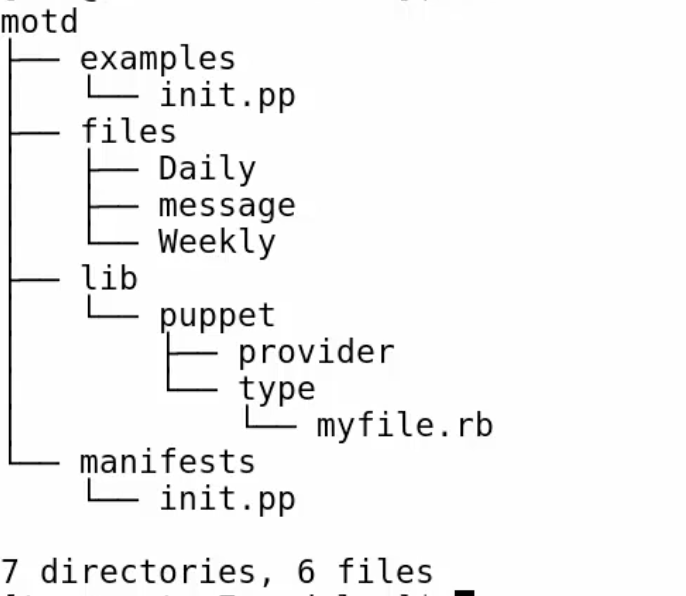 motd
├── examples
│   └── init.pp
├── files
│   ├── Daily
│   ├── message
│   └── Weekly
├── lib
│   └── puppet
│       ├── provider
│       └── type
│           └── myfile.rb
└── manifests
    └── init.pp
7 directories, 6 files